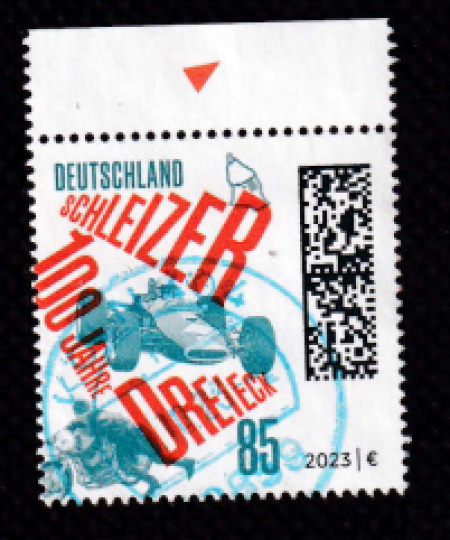 DEUTSCHLAND
SCHLEIZER
100 JAHRE
DREIECK
85
2023 | €